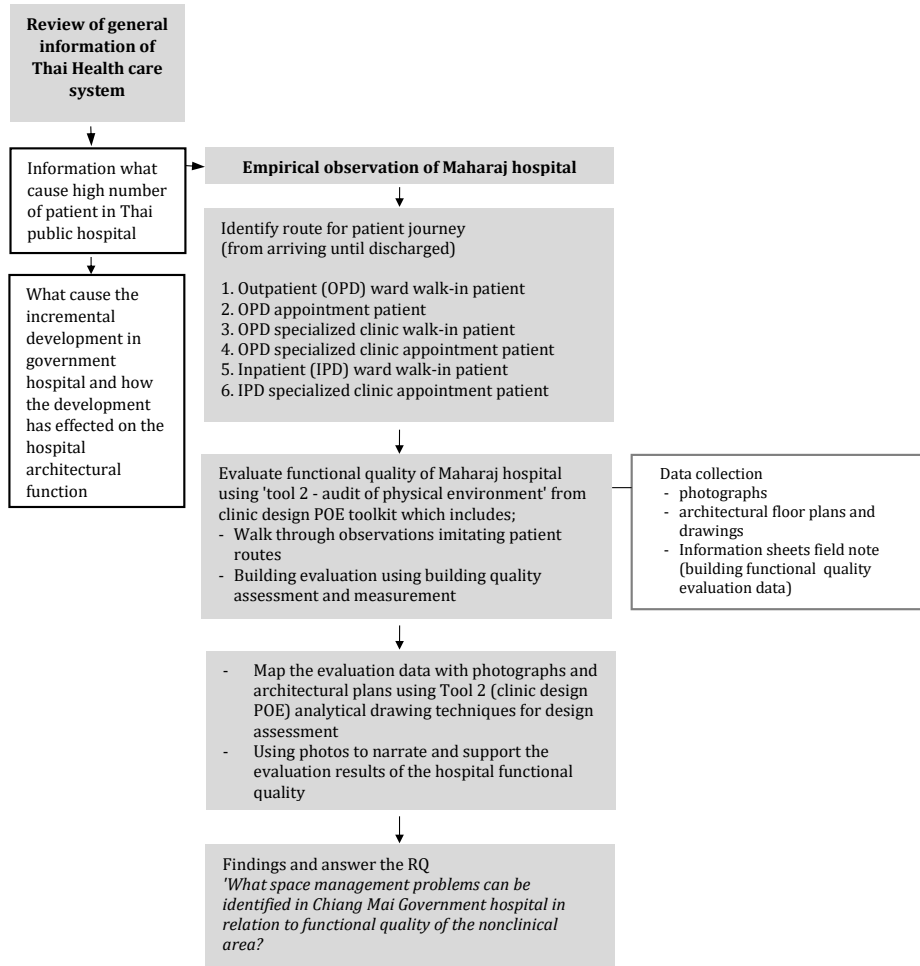 Review of general
information of
Thai Health care
system
Information what
cause high number
of patient in Thai
public hospital
What cause the
incremental
development in
government
hospital and how
the development
has effected on the
hospital
architectural
function
Empirical observation of Maharaj hospital
Identify route for patient journey
(from arriving until discharged)
1. Outpatient (OPD) ward walk-in patient
2. OPD appointment patient
3. OPD specialized clinic walk-in patient
4. OPD specialized clinic appointment patient
5. Inpatient (IPD) ward walk-in patient
6. IPD specialized clinic appointment patient
Evaluate functional quality of Maharaj hospital
using 'tool 2 - audit of physical environment' from
clinic design POE toolkit which includes;
- Walk through observations imitating patient
routes
- Building evaluation using building quality
assessment and measurement
Data collection
- photographs
- architectural floor plans and
drawings
- Information sheets field note
(building functional quality
evaluation data)
- Map the evaluation data with photographs and
architectural plans using Tool 2 (clinic design
POE) analytical drawing techniques for design
assessment
- Using photos to narrate and support the
evaluation results of the hospital functional
quality
Findings and answer the RQ
'What space management problems can be
identified in Chiang Mai Government hospital in
relation to functional quality of the nonclinical
area?